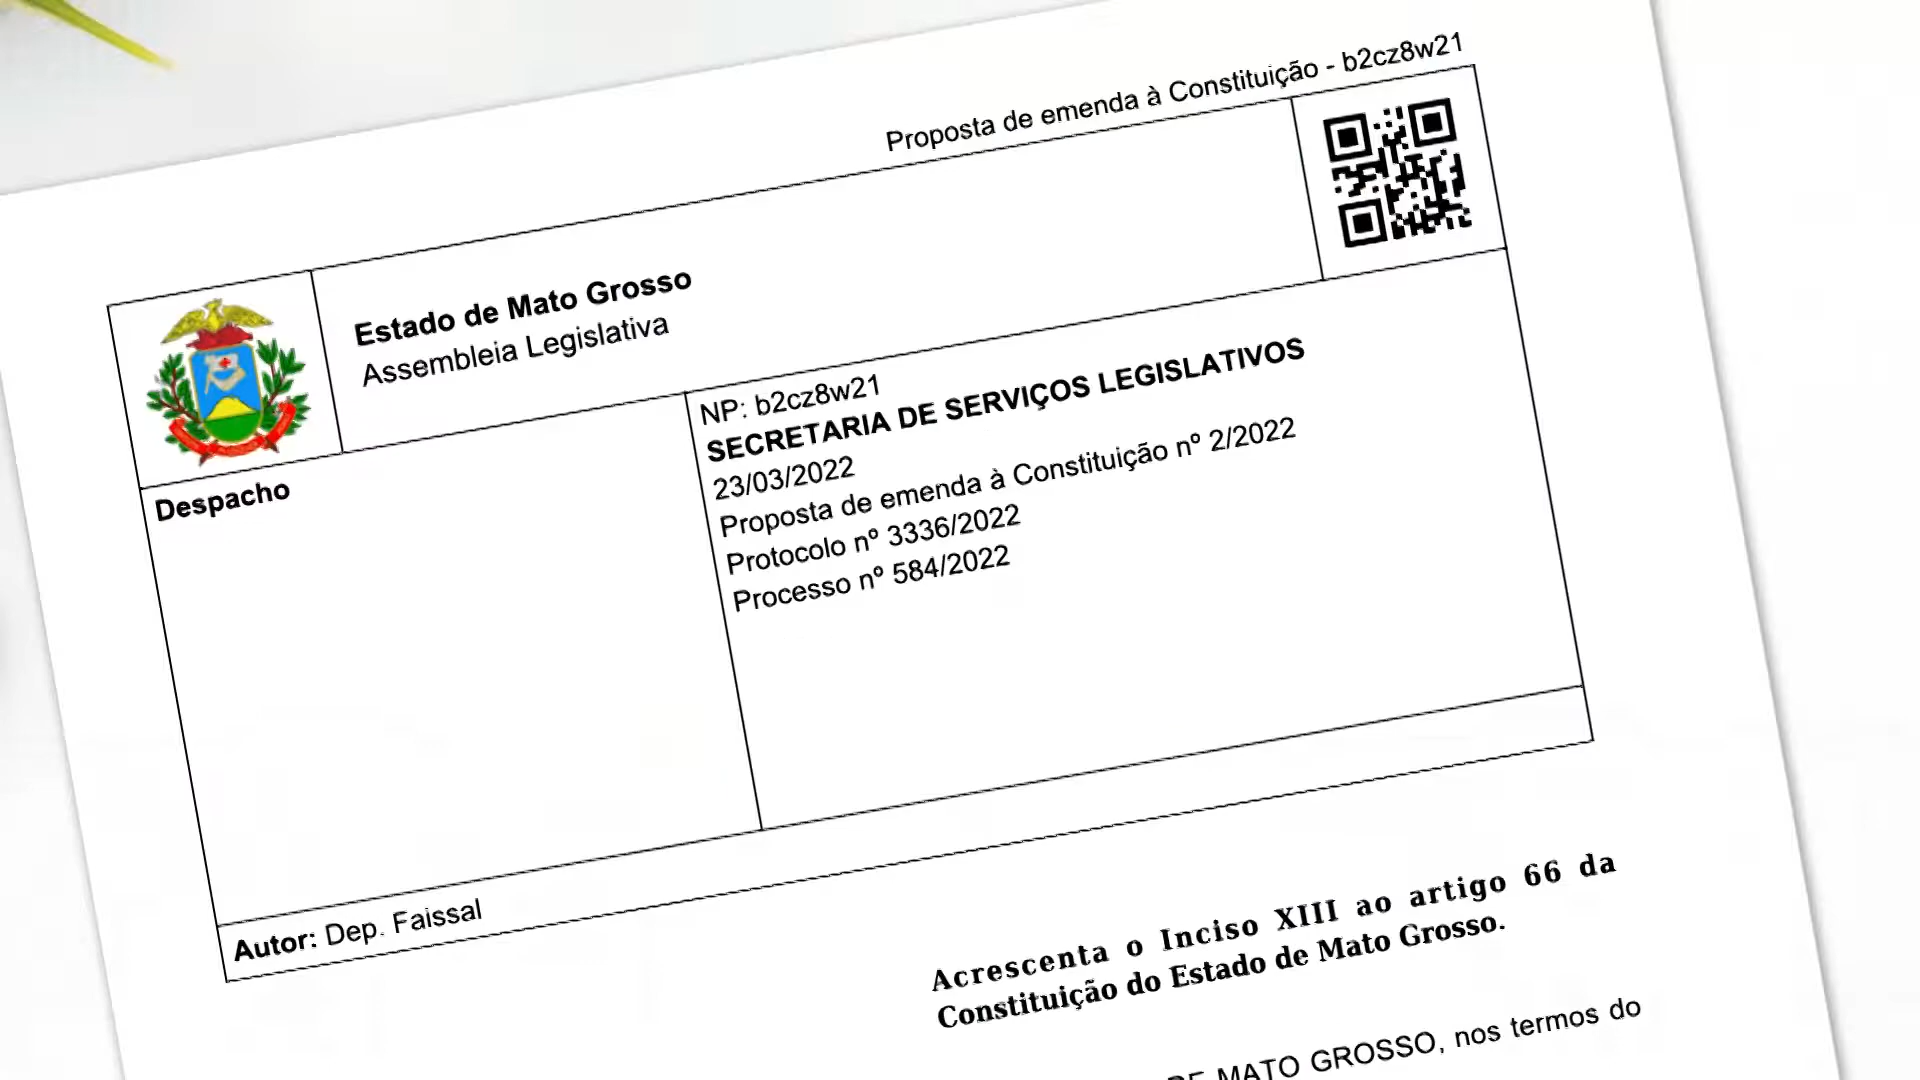 Proposta de emenda à Constituição - b2cz8w21
Estado de Mato Grosso
Assembleia Legislativa
Despacho
NP: b2cz8w21
SECRETARIA DE SERVIÇOS LEGISLATIVOS
23/03/2022
Proposta de emenda à Constituição nº 2/2022
Protocolo nº 3336/2022
Processo nº 584/2022
Autor: Dep. Faissal
Acrescenta o Inciso XIII ao artigo 66 da
Constituição do Estado de Mato Grosso.
DE MATO GROSSO, nos termos do